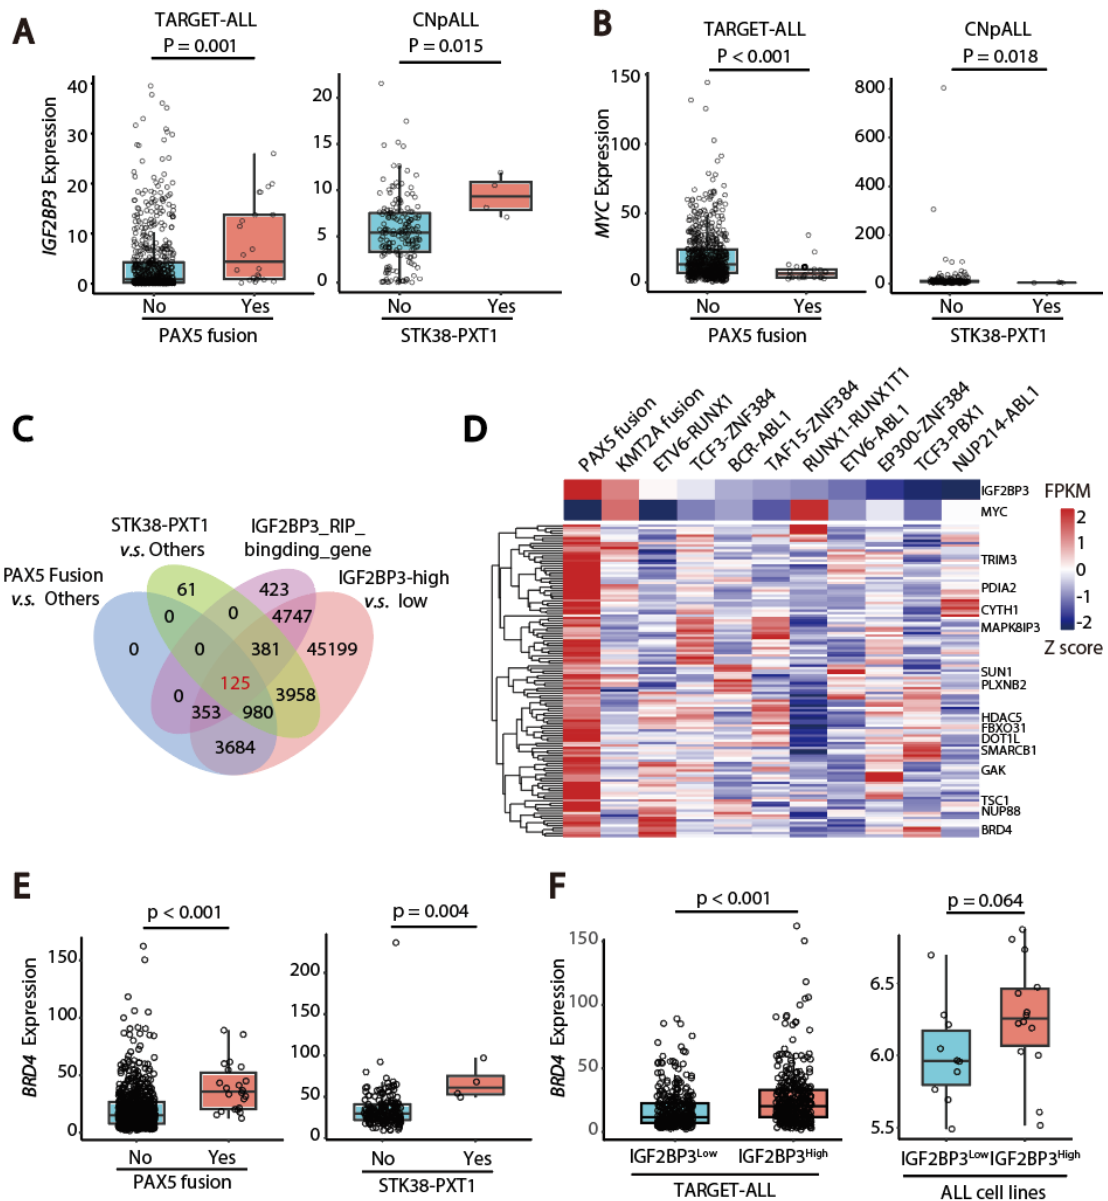 A
TARGET-ALL
P = 0.001
CNpALL
P = 0.015
IGF2BP3 Expression
40
30
20
10
0
No
Yes
PAX5 fusion
20
15
10
5
0
No
Yes
STK38-PXT1
B
TARGET-ALL
P < 0.001
CNpALL
P = 0.018
MYC Expression
150
100
50
0
No
Yes
PAX5 fusion
800
600
400
200
0
No
Yes
STK38-PXT1
C
STK38-PXT1
v.s. Others
IGF2BP3_RIP_
bingding_gene
PAX5 Fusion
v.s. Others
IGF2BP3-high
v.s. low
61
423
0
0
4747
0
0
381
45199
125
0
3958
353
980
3684
D
PAX5 fusion
KMT2A fusion
ETV6-RUNX1
TCF3-ZNF384
BCR-ABL1
TAF15-ZNF384
RUNX1-RUNX1T1
ETV6-ABL1
EP300-ZNF384
TCF3-PBX1
NUP214-ABL1
IGF2BP3
MYC
TRIM3
PDIA2
CYTH1
MAPK8IP3
SUN1
PLXNB2
HDAC5
FBXO31
DOT1L
SMARCB1
GAK
TSC1
NUP88
BRD4
FPKM
2
1
0
-1
-2
Z score
E
p < 0.001
p = 0.004
BRD4 Expression
150
100
50
0
No
Yes
PAX5 fusion
200
100
50
0
No
Yes
STK38-PXT1
F
p < 0.001
p = 0.064
BRD4 Expression
150
100
50
0
IGF2BP3Low
IGF2BP3High
TARGET-ALL
6.5
6.0
5.5
IGF2BP3Low
IGF2BP3High
ALL cell lines